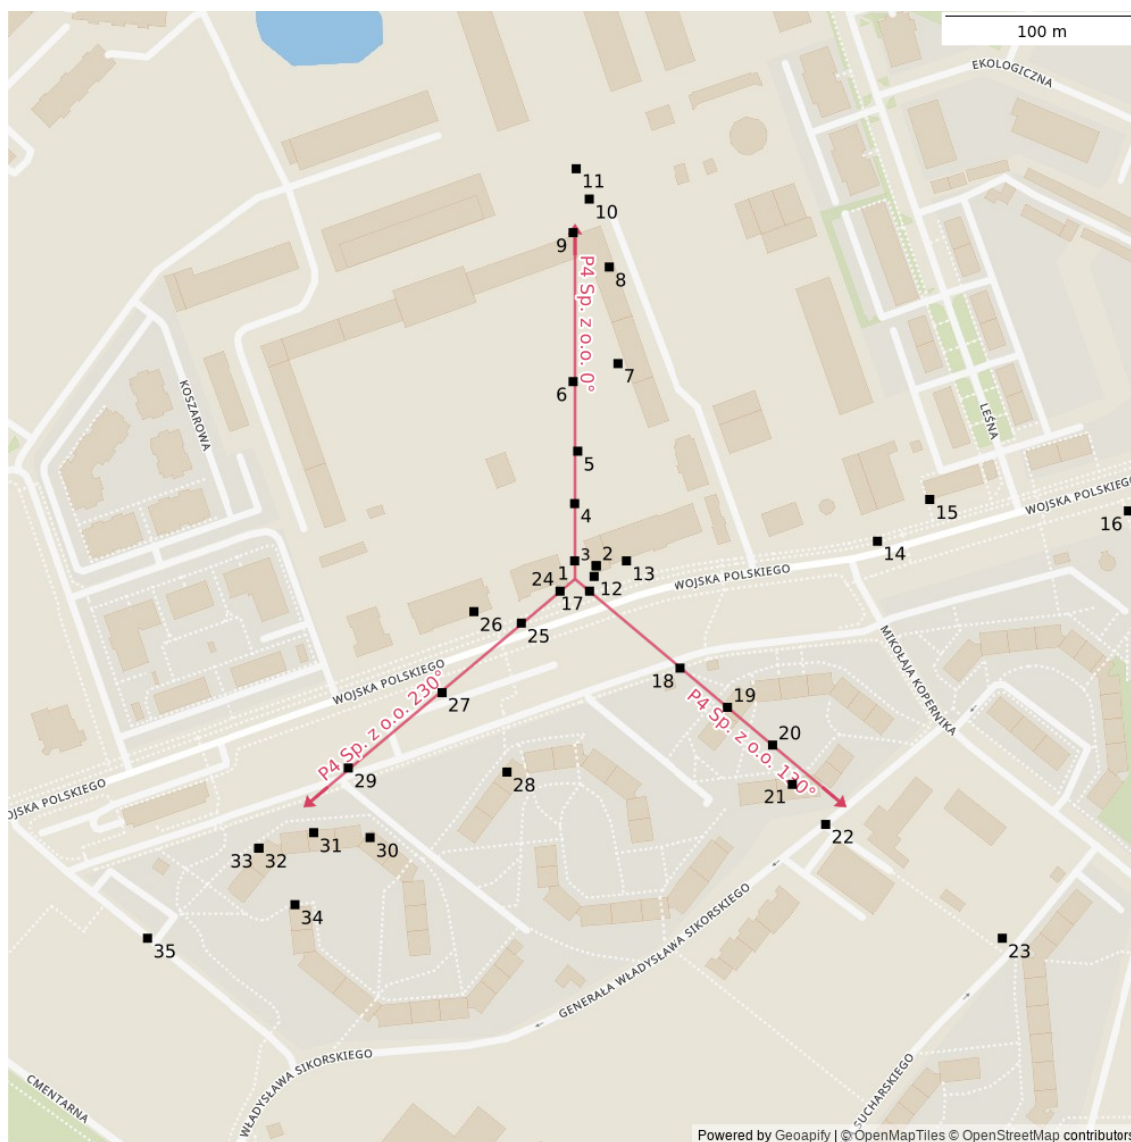 100 m
EKOLOGICZNA
11
10
9
8
P4 Sp. z o.o. 0°
7
6
KOSZAROWA
LEŚNA
5
4
15
WOJSKA POLSKIEGO
16
14
3
2
13
1
24
12
WOJSKA POLSKIEGO
17
26
25
MIKOŁAJA KOPERNIKA
WOJSKA POLSKIEGO
18
27
P4 Sp. z o.o. 230°
19
P4 Sp. z o.o. 130°
20
29
28
21
OJSKA POLSKIEGO
22
31
30
33
32
34
GENERAŁA WŁADYSŁAWA SIKORSKIEGO
35
23
WŁADYSŁAWA SIKORSKIEGO
CMENTARNA
SUCHARSKIEGO
Powered by Geoapify | © OpenMapTiles © OpenStreetMap contributors